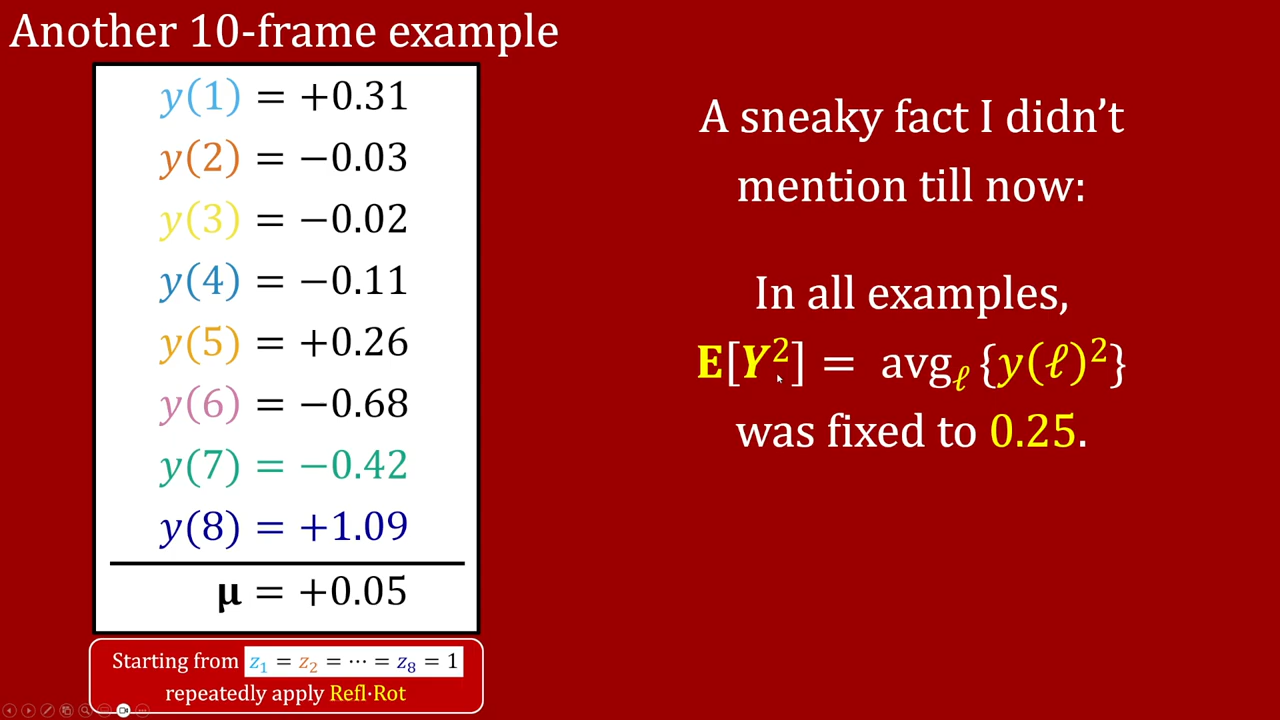 Another 10-frame example
y(1) = +0.31
y(2) = −0.03
y(3) = −0.02
y(4) = −0.11
y(5) = +0.26
y(6) = −0.68
y(7) = −0.42
y(8) = +1.09
μ = +0.05
Starting from z₁ = z₂ = ⋯ = z₈ = 1
repeatedly apply Refl·Rot
A sneaky fact I didn’t
mention till now:
In all examples,
E[Y²] = avg_ℓ {y(ℓ)²}
was fixed to 0.25.